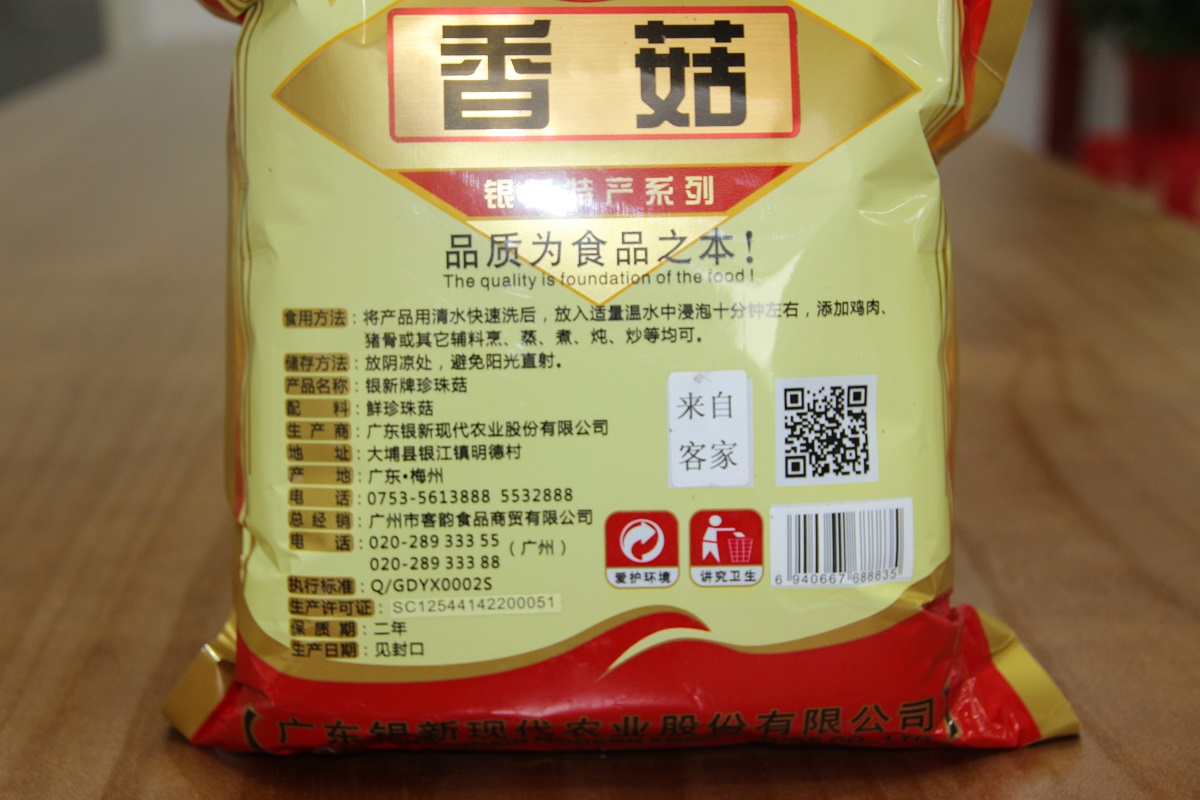 香 菇
银新特产系列
品质为食品之本！
The quality is foundation of the food !
食用方法：将产品用清水快速洗后，放入适量温水中浸泡十分钟左右，添加鸡肉、
猪骨或其它辅料烹、蒸、煮、炖、炒等均可。
储存方法：放阴凉处，避免阳光直射。
产品名称：银新牌珍珠菇
配 料：鲜珍珠菇
生 产 商：广东银新现代农业股份有限公司
地 址：大埔县银江镇明德村
产 地：广东·梅州
电 话：0753-5613888 5532888
总 经 销：广州市客韵食品商贸有限公司
电 话：020-289 333 55
（广州）
020-289 333 88
执行标准：Q/GDYX0002S
生产许可证：SC12544142200051
保 质 期：二年
生产日期：见封口
来自
客家
爱护环境
讲究卫生
6 940667 688635
广东银新现代农业股份有限公司